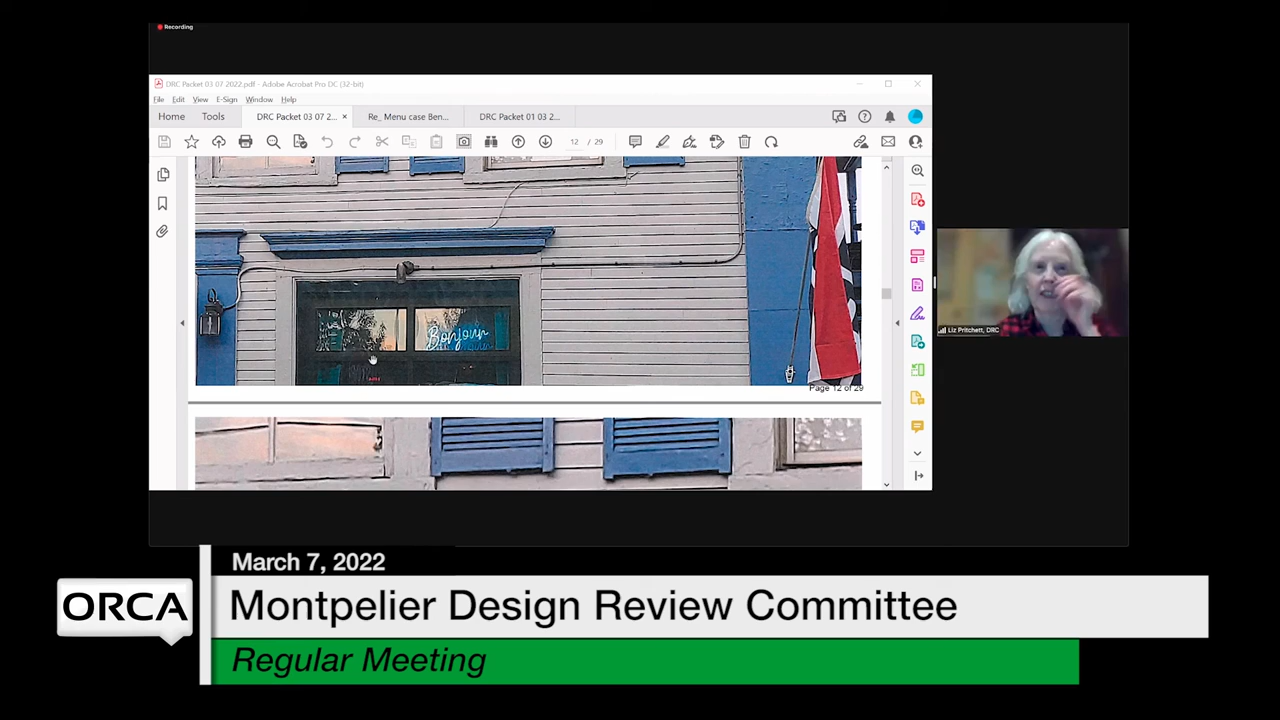 Recording
DRC Packet 03 07 2022.pdf - Adobe Acrobat Pro DC (32-bit)
File Edit View E-Sign Window Help
Home Tools DRC Packet 03 07 2... × Re_ Menu case Ben... DRC Packet 01 03 2...
12 / 29
Bonjour
Page 12 of 29
Liz Pritchett, DRC
March 7, 2022
ORCA
Montpelier Design Review Committee
Regular Meeting